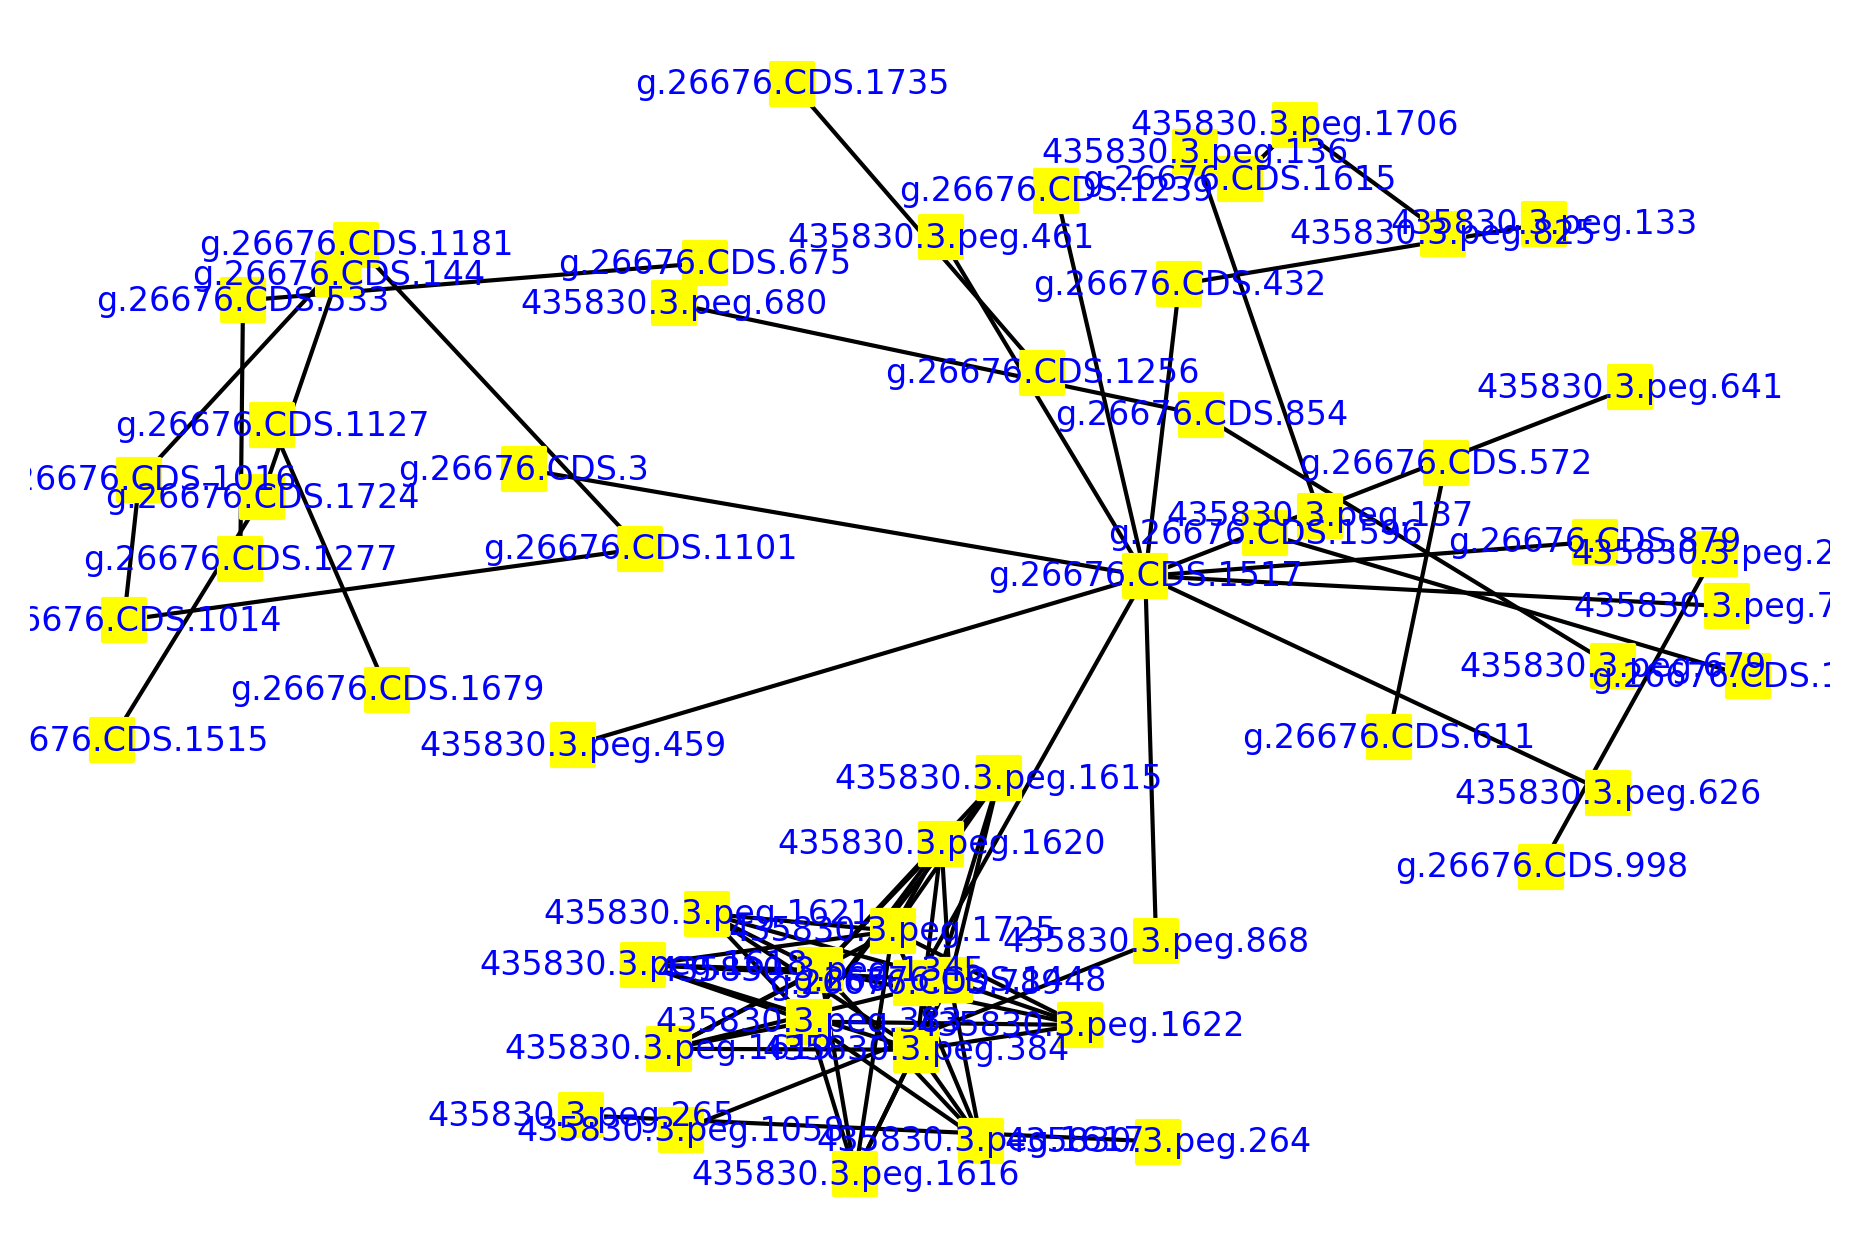 g.26676.CDS.1735
435830.3.peg.1706
435830.3.peg.136
g.26676.CDS.1615
g.26676.CDS.1239
435830.3.peg.133
435830.3.peg.825
435830.3.peg.461
g.26676.CDS.1181
g.26676.CDS.675
g.26676.CDS.144
g.26676.CDS.432
g.26676.CDS.533
435830.3.peg.680
g.26676.CDS.1256
435830.3.peg.641
g.26676.CDS.854
g.26676.CDS.1127
g.26676.CDS.572
g.26676.CDS.3
26676.CDS.1016
g.26676.CDS.1724
435830.3.peg.137
g.26676.CDS.1596
g.26676.CDS.879
g.26676.CDS.1101
435830.3.peg.2
g.26676.CDS.1277
g.26676.CDS.1517
435830.3.peg.7
6676.CDS.1014
435830.3.peg.679
g.26676.CDS.1
g.26676.CDS.1679
g.26676.CDS.611
676.CDS.1515
435830.3.peg.459
435830.3.peg.1615
435830.3.peg.626
435830.3.peg.1620
g.26676.CDS.998
435830.3.peg.1621
435830.3.peg.1725
435830.3.peg.868
435830.3.peg.1618
435830.3.peg.1345
g.26676.CDS.1448
g.26676.CDS.789
435830.3.peg.383
435830.3.peg.1622
435830.3.peg.1619
435830.3.peg.384
435830.3.peg.265
435830.3.peg.1058
435830.3.peg.1617
435830.3.peg.264
435830.3.peg.1616